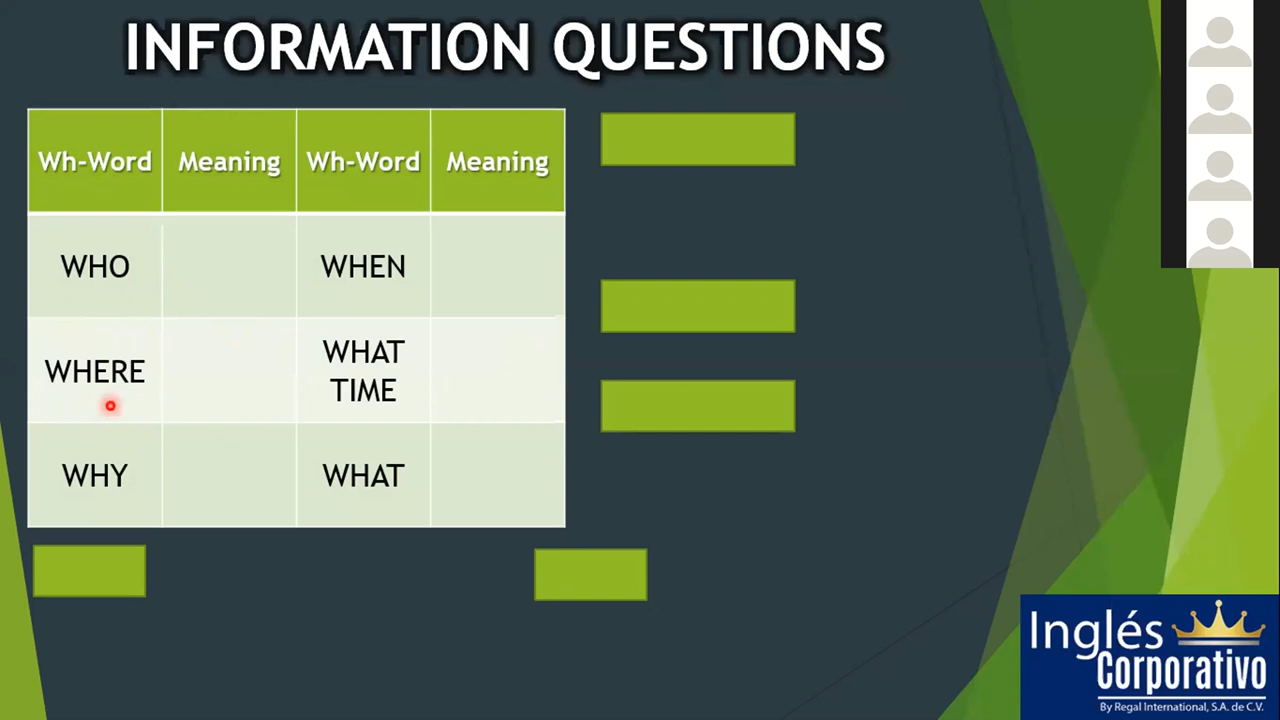 INFORMATION QUESTIONS
Wh-Word Meaning Wh-Word Meaning
WHO WHEN
WHERE WHAT TIME
WHY WHAT
Inglés
Corporativo
By Regal International, S.A. de C.V.